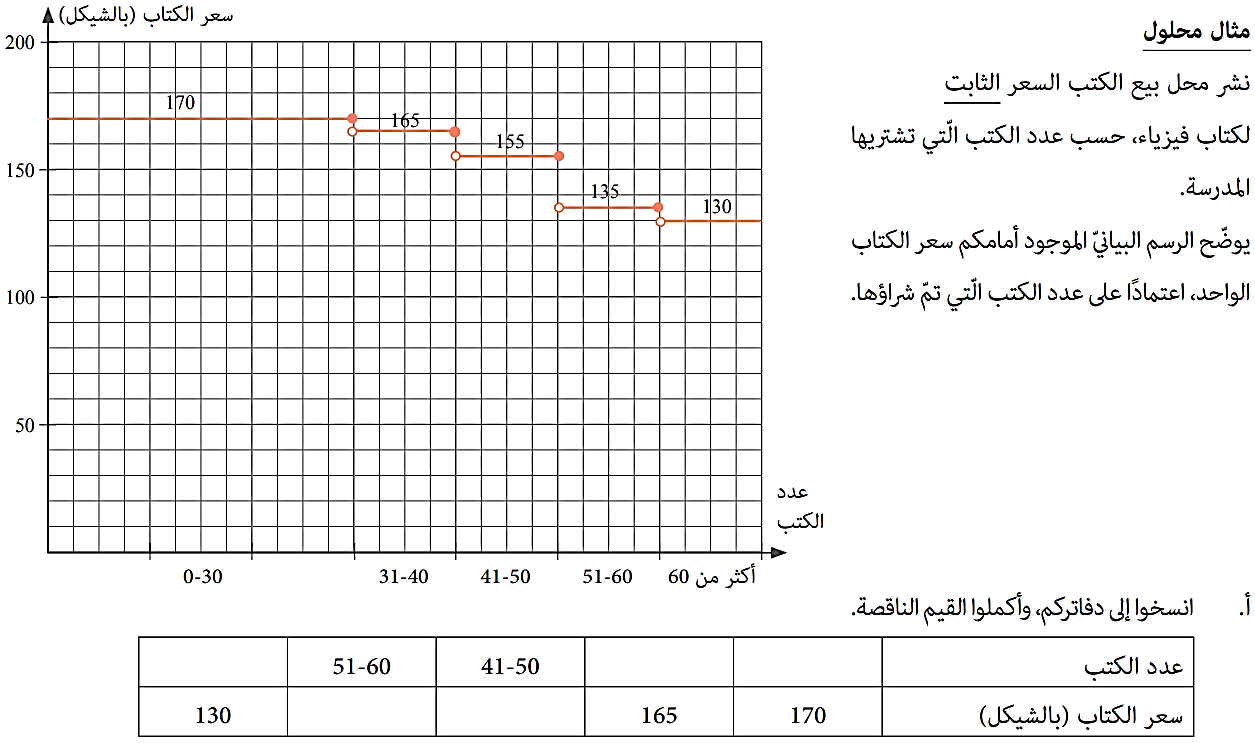 مثال محلول
نشر محل بيع الكتب السعر الثابت
لكتاب فيزياء، حسب عدد الكتب الّتي تشتريها
المدرسة.
يوضّح الرسم البيانيّ الموجود أمامكم سعر الكتاب
الواحد، اعتمادًا على عدد الكتب الّتي تمّ شراؤها.
سعر الكتاب (بالشيكل)
200
150
100
50
170
165
155
135
130
عدد
الكتب
0-30
31-40
41-50
51-60
أكثر من 60
أ. انسخوا إلى دفاتركم، وأكملوا القيم الناقصة.
عدد الكتب 41-50 51-60
سعر الكتاب (بالشيكل) 170 165 130